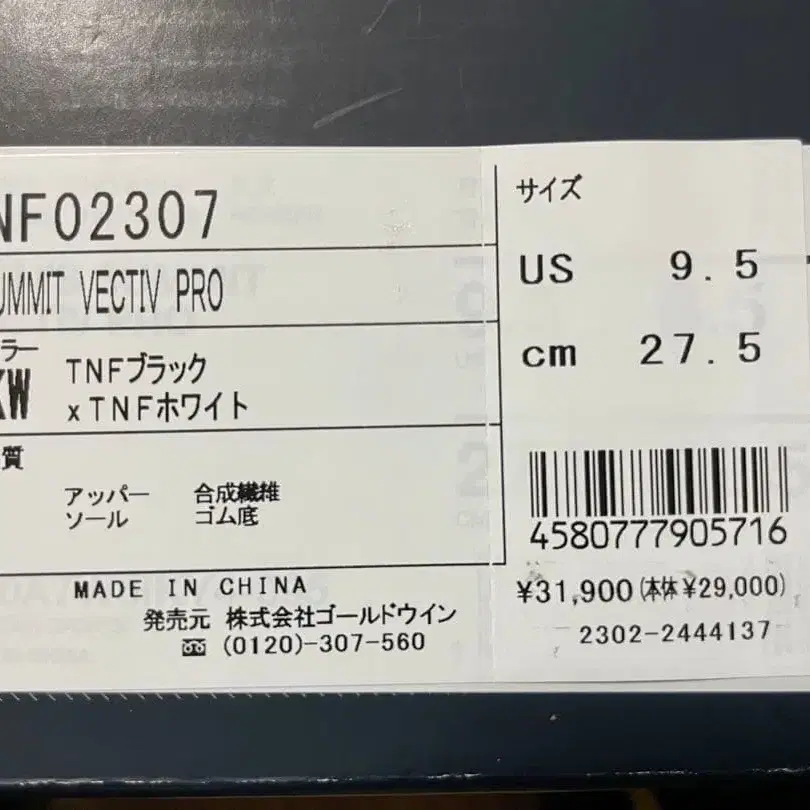 NF02307
UMMIT VECTIV PRO
ラー
KW
TNFブラック
xTNFホワイト
質
アッパー 合成繊維
ソール ゴム底
MADE IN CHINA
発売元 株式会社ゴールドウイン
(0120)-307-560
サイズ
US 9.5
cm 27.5
4580777905716
¥31,900(本体¥29,000)
2302-2444137